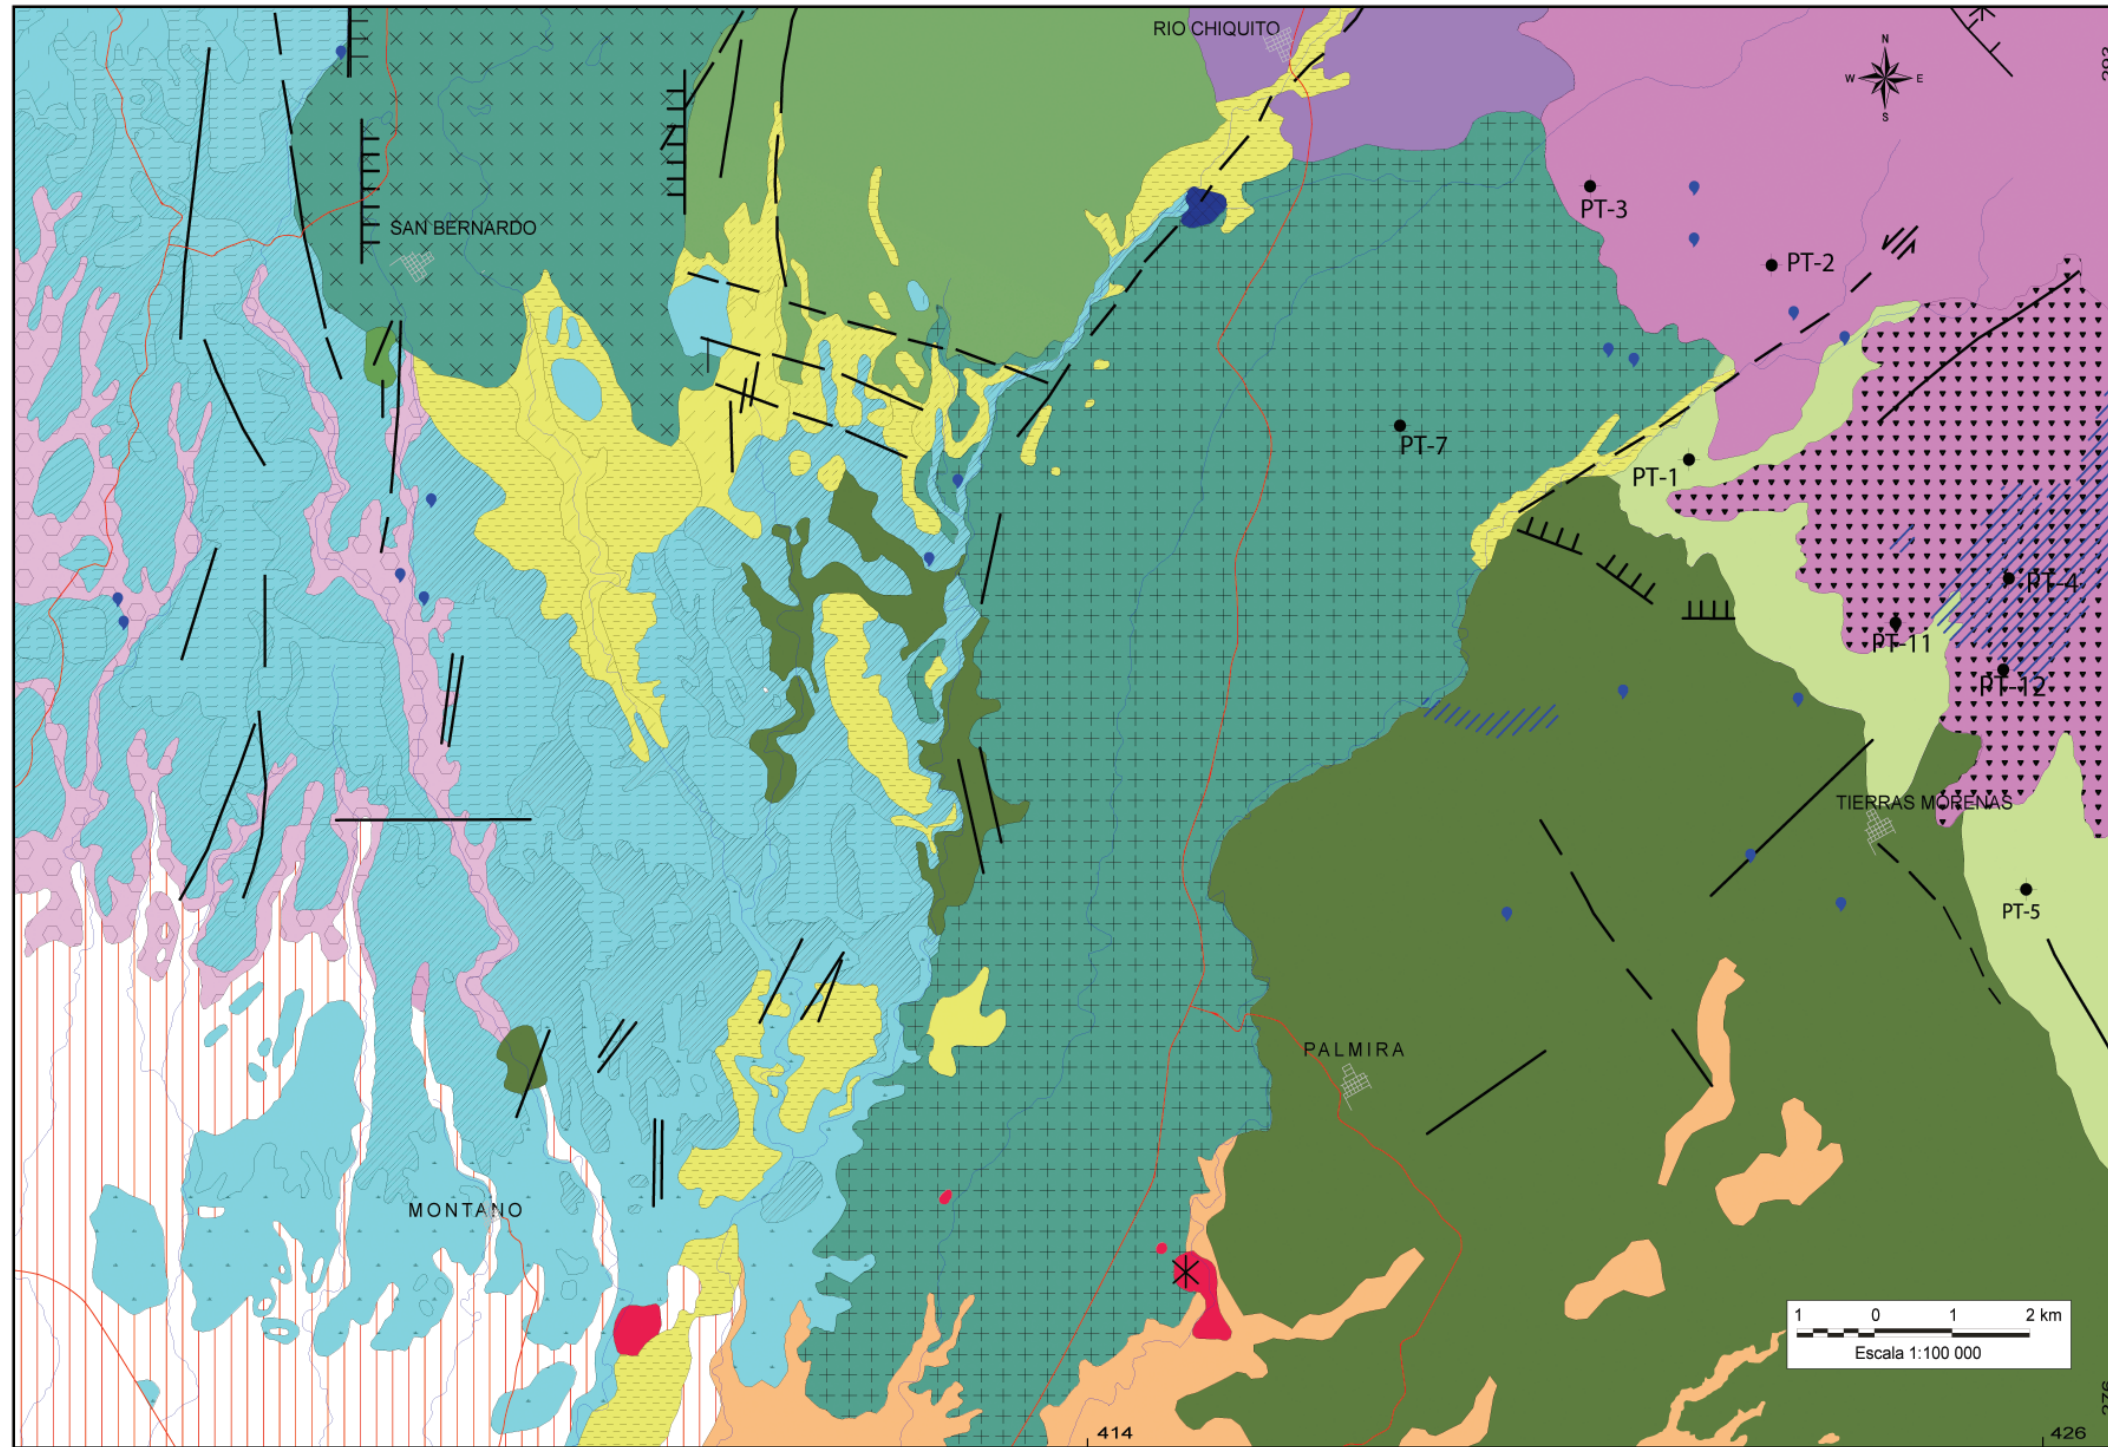 RIO CHIQUITO
N
W E
S
PT-3
SAN BERNARDO
PT-2
PT-7
PT-1
PT-4
PT-11
PT-12
TIERRAS MORENAS
PT-5
PALMIRA
MONTANO
1 0 1 2 km
Escala 1:100 000
414
426